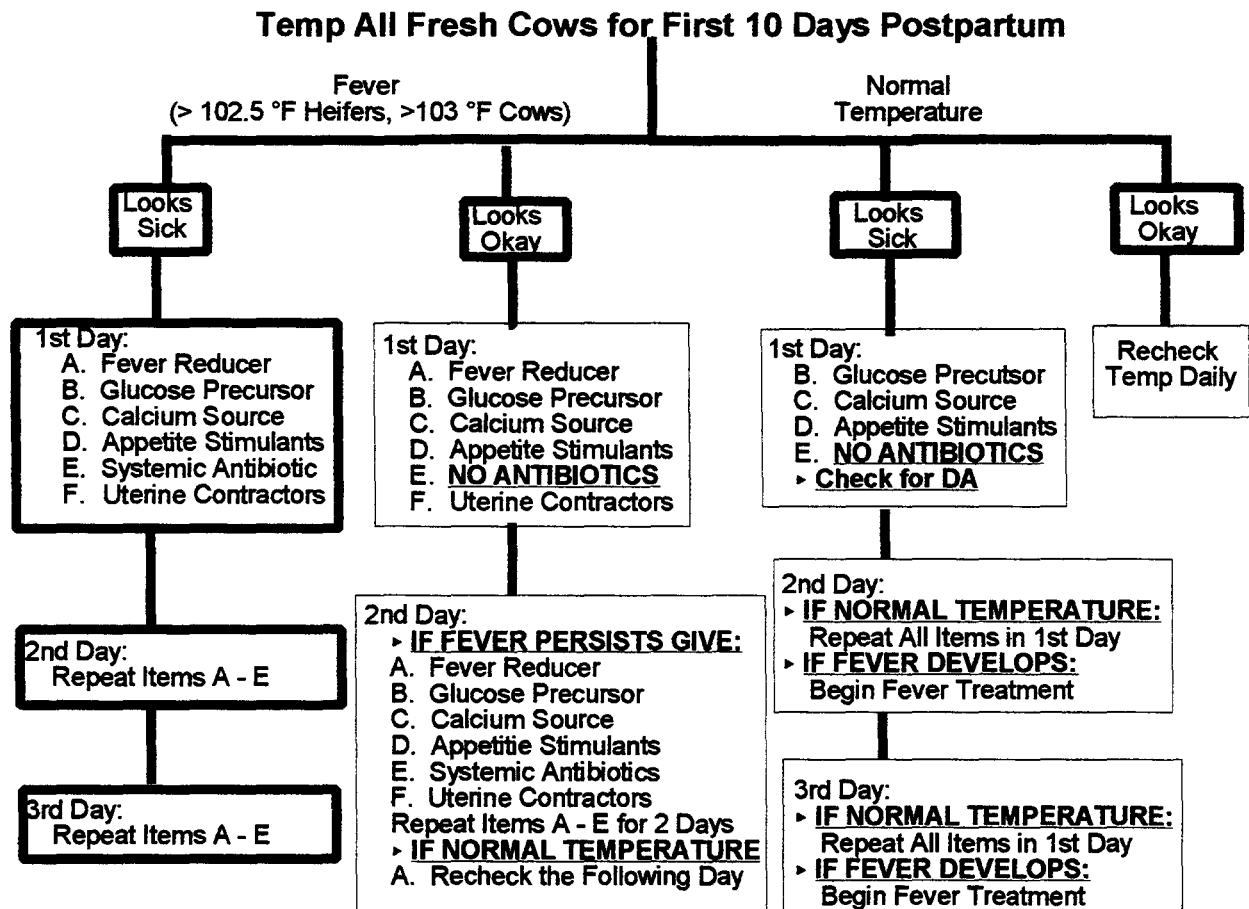 Temp All Fresh Cows for First 10 Days Postpartum
Fever
(> 102.5 °F Heifers, >103 °F Cows)
Normal
Temperature
Looks
Sick
Looks
Okay
Looks
Sick
Looks
Okay
1st Day:
A. Fever Reducer
B. Glucose Precursor
C. Calcium Source
D. Appetite Stimulants
E. Systemic Antibiotic
F. Uterine Contractors
2nd Day:
Repeat Items A - E
3rd Day:
Repeat Items A - E
1st Day:
A. Fever Reducer
B. Glucose Precursor
C. Calcium Source
D. Appetite Stimulants
E. NO ANTIBIOTICS
F. Uterine Contractors
2nd Day:
▸ IF FEVER PERSISTS GIVE:
A. Fever Reducer
B. Glucose Precursor
C. Calcium Source
D. Appetitie Stimulants
E. Systemic Antibiotics
F. Uterine Contractors
Repeat Items A - E for 2 Days
▸ IF NORMAL TEMPERATURE
A. Recheck the Following Day
1st Day:
B. Glucose Precutsor
C. Calcium Source
D. Appetite Stimulants
E. NO ANTIBIOTICS
▸ Check for DA
2nd Day:
▸ IF NORMAL TEMPERATURE:
Repeat All Items in 1st Day
▸ IF FEVER DEVELOPS:
Begin Fever Treatment
3rd Day:
▸ IF NORMAL TEMPERATURE:
Repeat All Items in 1st Day
▸ IF FEVER DEVELOPS:
Begin Fever Treatment
Recheck
Temp Daily